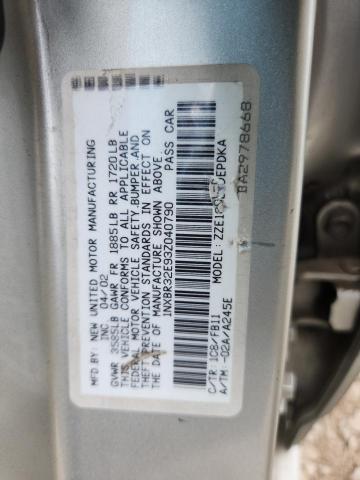 MFD BY: NEW UNITED MOTOR MANUFACTURING
INC. 04/02
GVWR 3585LB GAWR FR 1885LB RR 1720LB
THIS VEHICLE CONFORMS TO ALL APPLICABLE
FEDERAL MOTOR VEHICLE SAFETY,BUMPER,AND
THEFT PREVENTION STANDARDS IN EFFECT ON
THE DATE OF MANUFACTURE SHOWN ABOVE.
1NXBR32E93Z040790 PASS CAR
MODEL:
C/TR 1C8/FB11
A/TM -02A/A245E
BA2978668